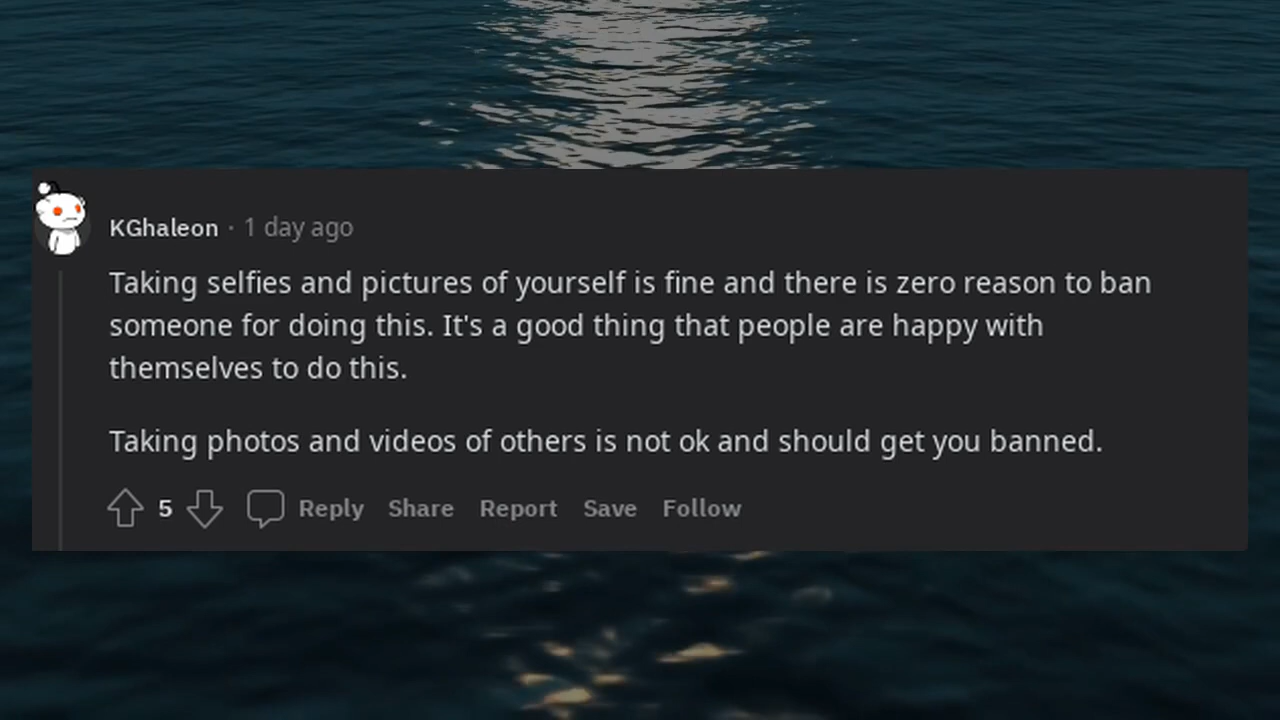 KGhaleon · 1 day ago
Taking selfies and pictures of yourself is fine and there is zero reason to ban
someone for doing this. It's a good thing that people are happy with
themselves to do this.
Taking photos and videos of others is not ok and should get you banned.
5 Reply Share Report Save Follow